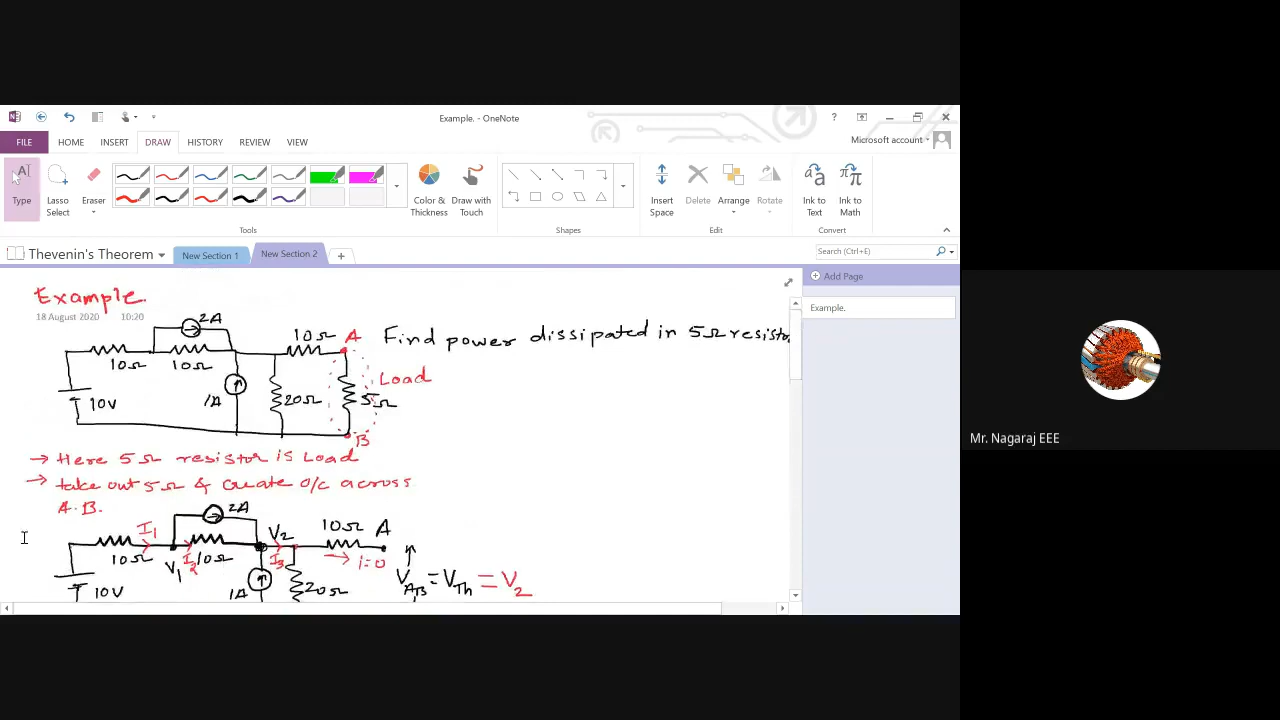 Example. - OneNote
?
FILE HOME INSERT DRAW HISTORY REVIEW VIEW
Microsoft account
Type Lasso Select Eraser
Color & Thickness Draw with Touch
Insert Space Delete Arrange Rotate
Ink to Text Ink to Math
Tools Shapes Edit Convert
Thevenin's Theorem New Section 1 New Section 2 +
Search (Ctrl+E)
Add Page
Example.
Example.
18 August 2020 10:20
2A
10Ω A
Find power dissipated in 5Ω resistor
10Ω 10Ω
Load
10V 1A 20Ω 5Ω
B
→ Here 5Ω resistor is Load
→ take out 5Ω & Create O/C across
A.B.
2A
I1 V2 10Ω A
10Ω V1 I2 10Ω I3 → i=0
10V 1A 20Ω
VAB = VTh = V2
Mr. Nagaraj EEE